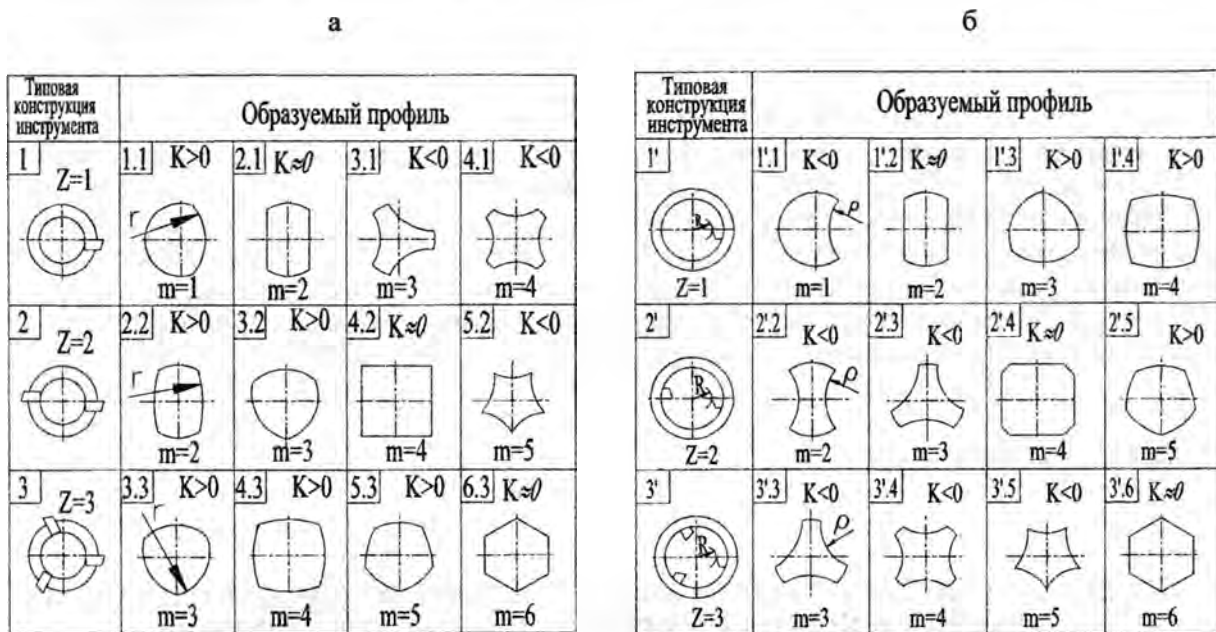 а
Типовая
конструкция
инструмента
Образуемый профиль
1
Z=1
1.1 K>0
r
m=1
2.1 K≈0
m=2
3.1 K<0
m=3
4.1 K<0
m=4
2
Z=2
2.2 K>0
r
m=2
3.2 K>0
m=3
4.2 K≈0
m=4
5.2 K<0
m=5
3
Z=3
3.3 K>0
r
m=3
4.3 K>0
m=4
5.3 K>0
m=5
6.3 K≈0
m=6
б
Типовая
конструкция
инструмента
Образуемый профиль
1'
R
Z=1
1'.1 K<0
ρ
m=1
1'.2 K≈0
m=2
1'.3 K>0
m=3
1'.4 K>0
m=4
2'
R
Z=2
2'.2 K<0
ρ
m=2
2'.3 K<0
m=3
2'.4 K≈0
m=4
2'.5 K>0
m=5
3'
R
Z=3
3'.3 K<0
ρ
m=3
3'.4 K<0
m=4
3'.5 K<0
m=5
3'.6 K≈0
m=6